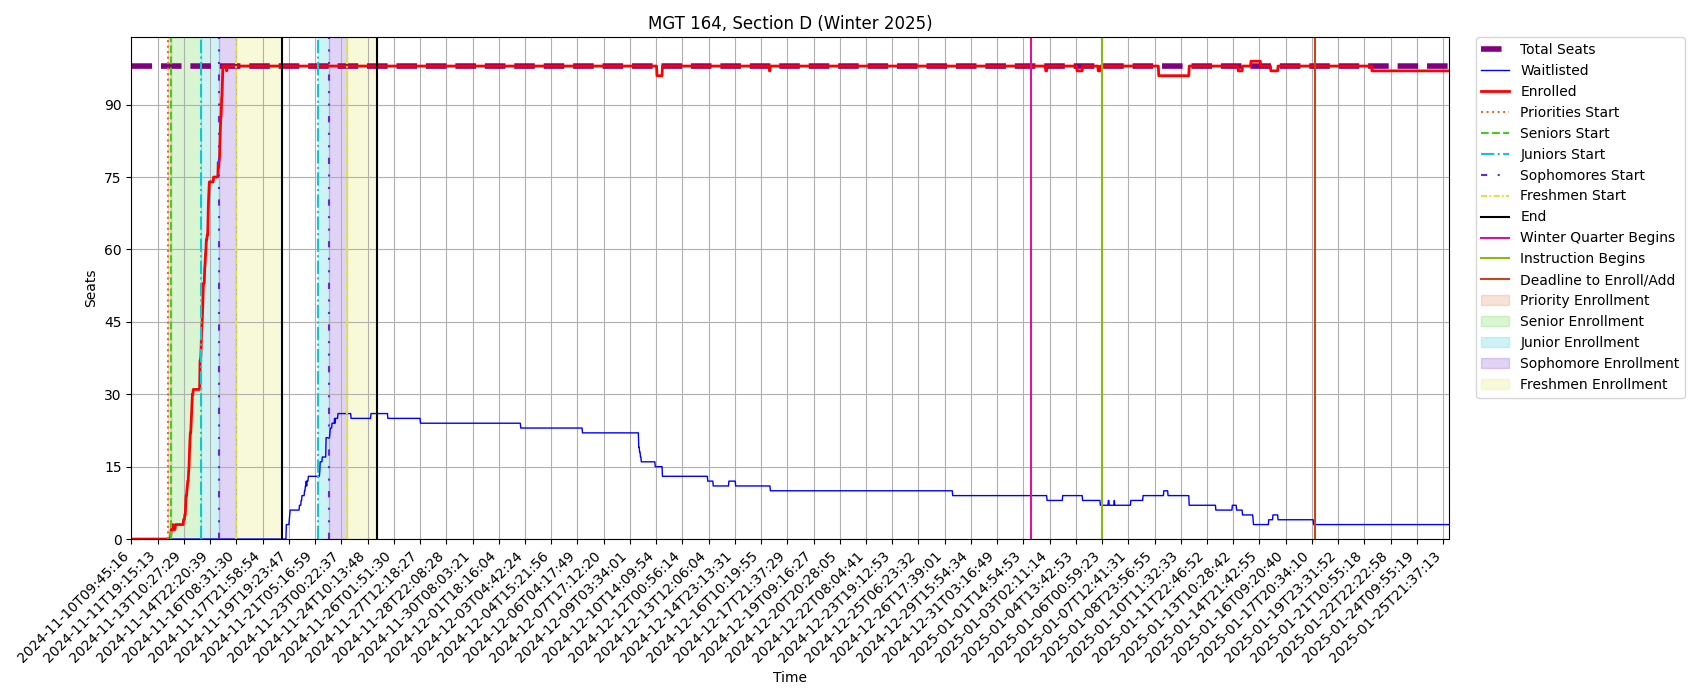 MGT 164, Section D (Winter 2025)
Seats
90
75
60
45
30
15
0
2024-11-10T09:45:16
2024-11-11T19:15:13
2024-11-13T10:27:29
2024-11-14T22:20:39
2024-11-16T08:31:30
2024-11-17T21:58:54
2024-11-19T19:23:47
2024-11-21T05:16:59
2024-11-23T00:22:37
2024-11-24T10:13:48
2024-11-26T01:51:30
2024-11-27T12:18:27
2024-11-28T22:08:28
2024-11-30T08:03:21
2024-12-01T18:16:04
2024-12-03T04:42:24
2024-12-04T15:21:56
2024-12-06T04:17:49
2024-12-07T17:12:20
2024-12-09T03:34:01
2024-12-10T14:09:54
2024-12-12T00:56:14
2024-12-13T12:06:04
2024-12-14T23:13:31
2024-12-16T10:19:55
2024-12-17T21:37:29
2024-12-19T09:16:27
2024-12-20T20:28:05
2024-12-22T08:04:41
2024-12-23T19:12:53
2024-12-25T06:23:32
2024-12-26T17:39:01
2024-12-29T15:54:34
2024-12-31T03:16:49
2025-01-01T14:54:53
2025-01-03T02:11:14
2025-01-04T13:42:53
2025-01-06T00:59:23
2025-01-07T12:41:31
2025-01-08T23:56:55
2025-01-10T11:32:33
2025-01-11T22:46:52
2025-01-13T10:28:42
2025-01-14T21:42:55
2025-01-16T09:20:40
2025-01-17T20:34:10
2025-01-19T23:31:52
2025-01-21T10:55:18
2025-01-22T22:22:58
2025-01-24T09:55:19
2025-01-25T21:37:13
Time
Total Seats
Waitlisted
Enrolled
Priorities Start
Seniors Start
Juniors Start
Sophomores Start
Freshmen Start
End
Winter Quarter Begins
Instruction Begins
Deadline to Enroll/Add
Priority Enrollment
Senior Enrollment
Junior Enrollment
Sophomore Enrollment
Freshmen Enrollment